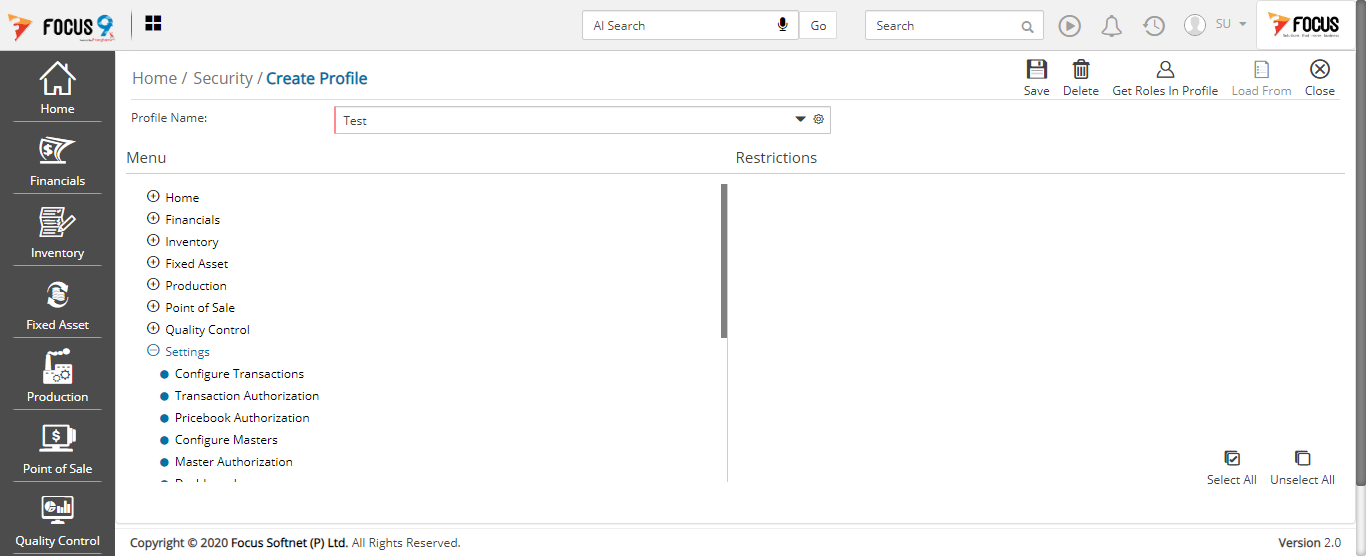 FOCUS 9
AI Search
Go
Search
SU
FOCUS
Home / Security / Create Profile
Save
Delete
Get Roles In Profile
Load From
Close
Profile Name:
Test
Menu
Restrictions
Home
Financials
Inventory
Fixed Asset
Production
Point of Sale
Quality Control
Settings
Configure Transactions
Transaction Authorization
Pricebook Authorization
Configure Masters
Master Authorization
Select All
Unselect All
Home
Financials
Inventory
Fixed Asset
Production
Point of Sale
Quality Control
Copyright © 2020 Focus Softnet (P) Ltd. All Rights Reserved.
Version 2.0